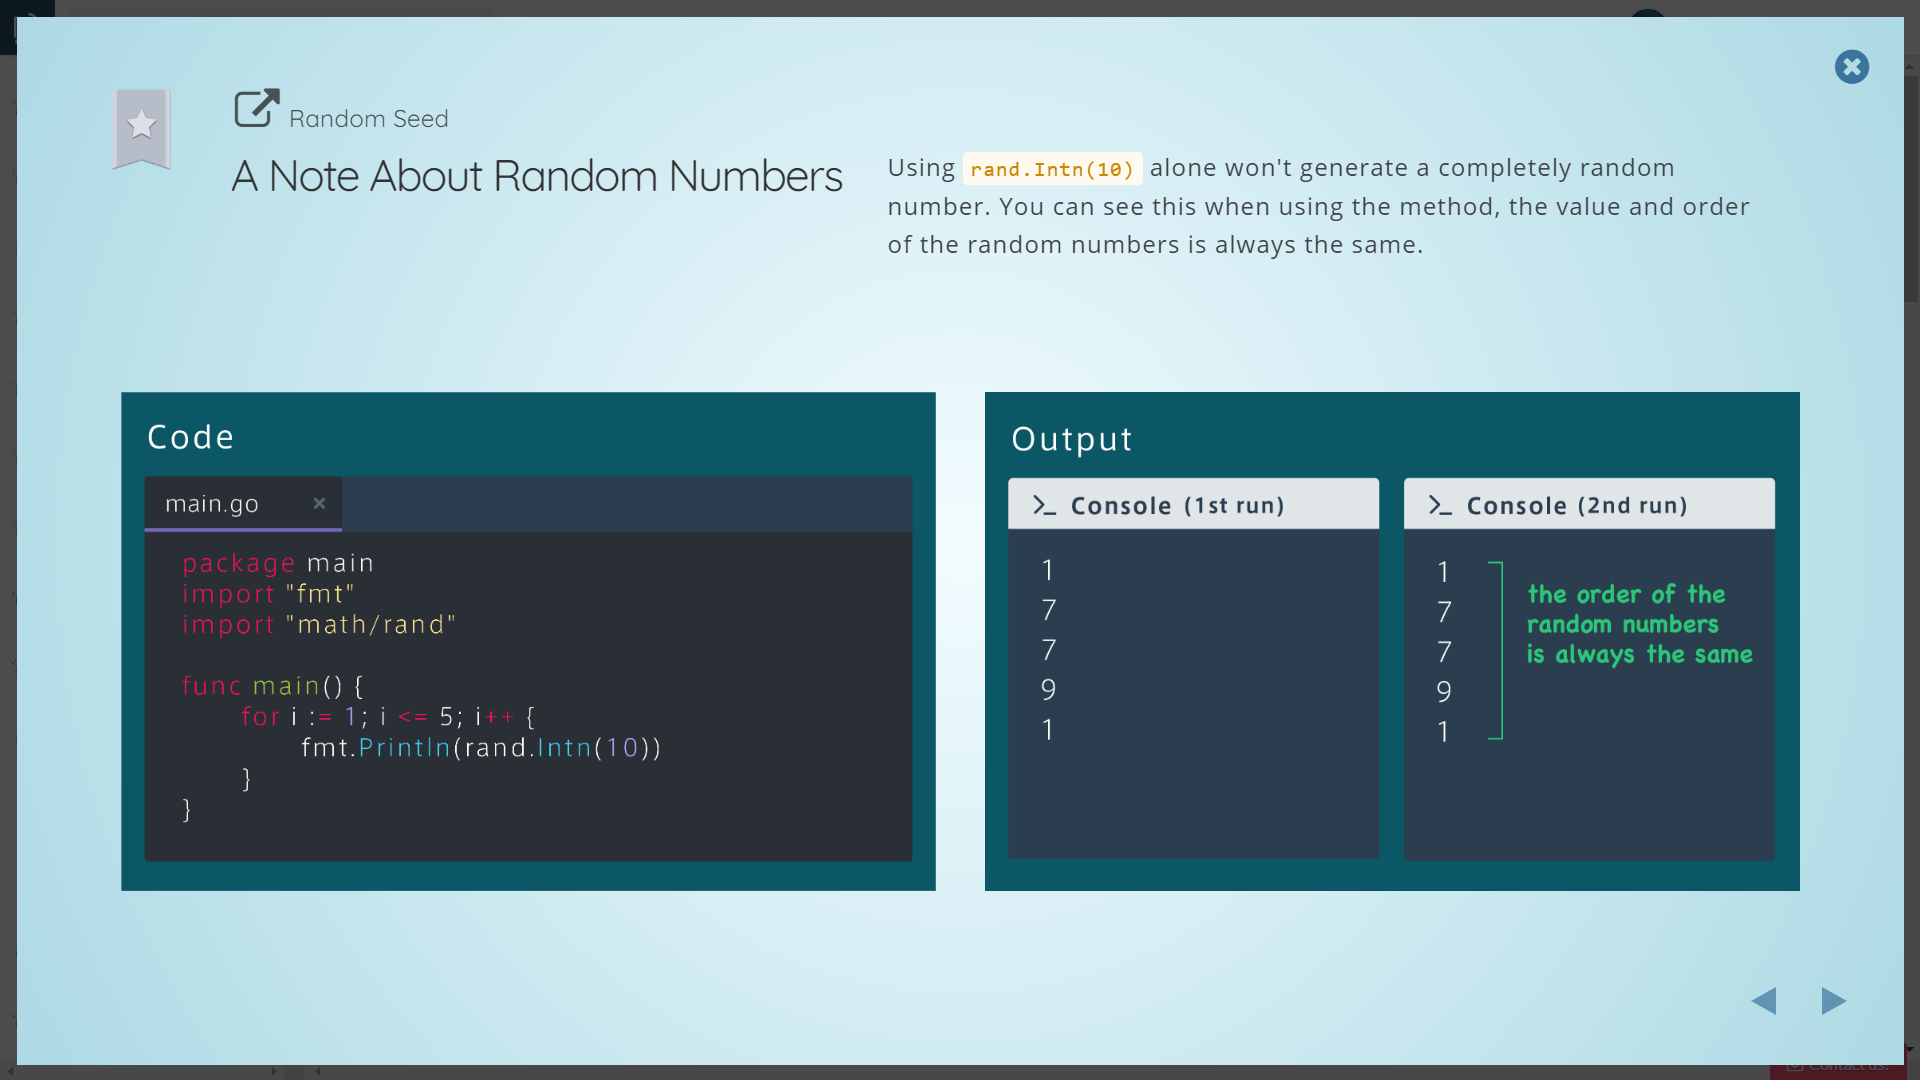 Random Seed
A Note About Random Numbers
Using rand.Intn(10) alone won't generate a completely random
number. You can see this when using the method, the value and order
of the random numbers is always the same.
Code
main.go ×
package main
import "fmt"
import "math/rand"
func main() {
for i := 1; i <= 5; i++ {
fmt.Println(rand.Intn(10))
}
}
Output
>_ Console (1st run)
1
7
7
9
1
>_ Console (2nd run)
1
7
7
9
1
the order of the
random numbers
is always the same
Contact us!